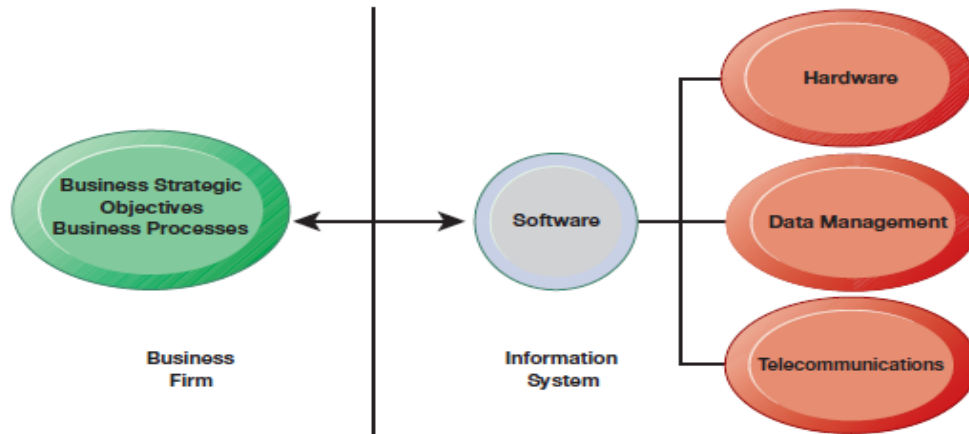 Business Strategic
Objectives
Business Processes
Business
Firm
Software
Information
System
Hardware
Data Management
Telecommunications